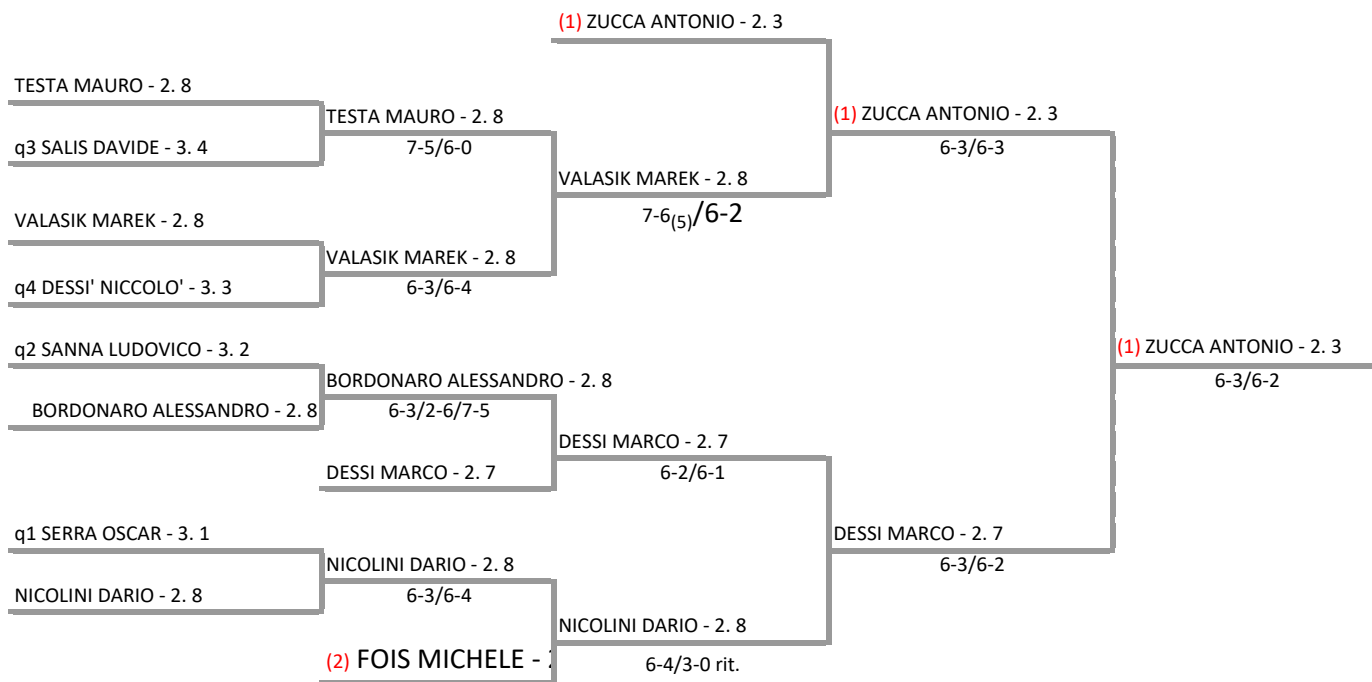 (1) ZUCCA ANTONIO - 2. 3
TESTA MAURO - 2. 8
TESTA MAURO - 2. 8
(1) ZUCCA ANTONIO - 2. 3
q3 SALIS DAVIDE - 3. 4
7-5/6-0
6-3/6-3
VALASIK MAREK - 2. 8
VALASIK MAREK - 2. 8
7-6(5)/6-2
VALASIK MAREK - 2. 8
q4 DESSI' NICCOLO' - 3. 3
6-3/6-4
q2 SANNA LUDOVICO - 3. 2
(1) ZUCCA ANTONIO - 2. 3
BORDONARO ALESSANDRO - 2. 8
6-3/6-2
BORDONARO ALESSANDRO - 2. 8
6-3/2-6/7-5
DESSI MARCO - 2. 7
DESSI MARCO - 2. 7
6-2/6-1
q1 SERRA OSCAR - 3. 1
DESSI MARCO - 2. 7
NICOLINI DARIO - 2. 8
6-3/6-2
NICOLINI DARIO - 2. 8
6-3/6-4
NICOLINI DARIO - 2. 8
(2) FOIS MICHELE -
6-4/3-0 rit.